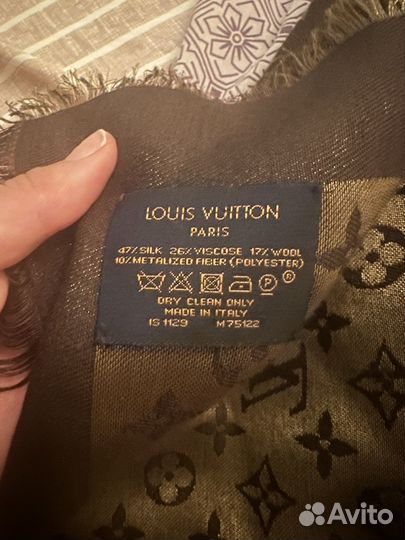 LOUIS VUITTON
PARIS
47% SILK 26% VISCOSE 17% WOOL
10% METALIZED FIBER (POLYESTER)
P
R
DRY CLEAN ONLY
MADE IN ITALY
IS 1129 M75122
LV
Avito